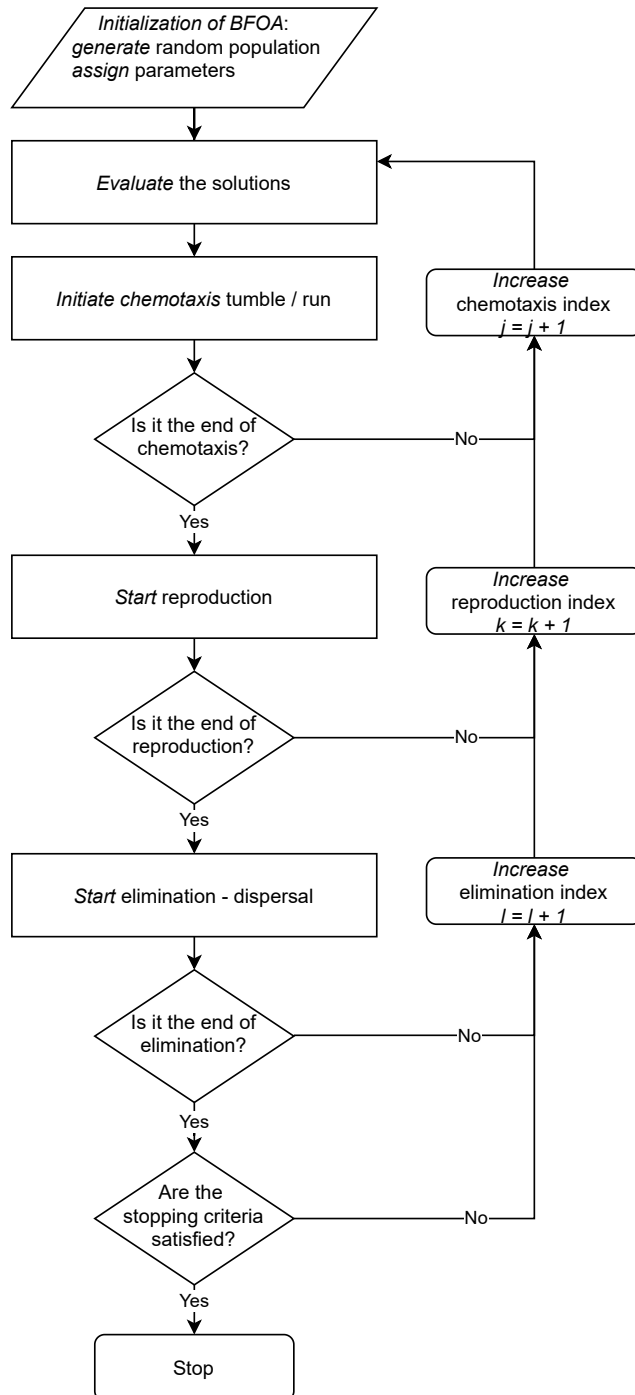 Initialization of BFOA:
generate random population
assign parameters
Evaluate the solutions
Initiate chemotaxis tumble / run
Increase
chemotaxis index
j = j + 1
Is it the end of
chemotaxis?
No
Yes
Start reproduction
Increase
reproduction index
k = k + 1
Is it the end of
reproduction?
No
Yes
Start elimination - dispersal
Increase
elimination index
l = l + 1
Is it the end of
elimination?
No
Yes
Are the
stopping criteria
satisfied?
No
Yes
Stop